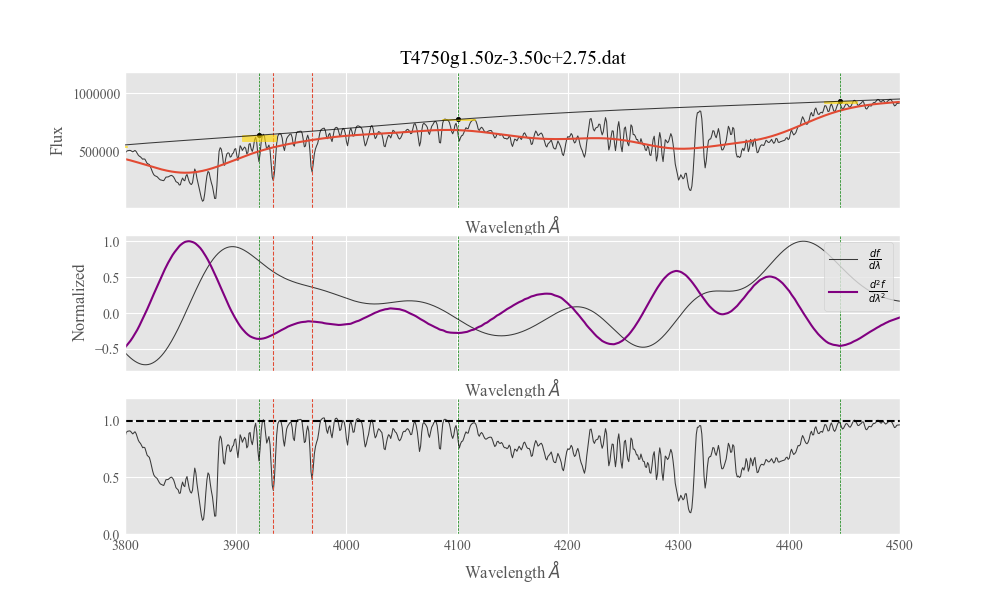 T4750g1.50z-3.50c+2.75.dat
1000000
500000
Flux
Wavelength Å
1.0
0.5
0.0
−0.5
Normalized
df/dλ
d²f/dλ²
Wavelength Å
1.0
0.5
0.0
3800 3900 4000 4100 4200 4300 4400 4500
Wavelength Å